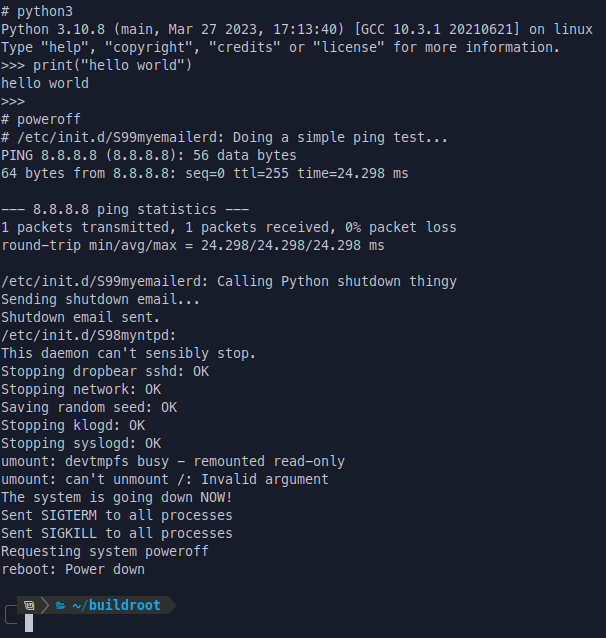 # python3
Python 3.10.8 (main, Mar 27 2023, 17:13:40) [GCC 10.3.1 20210621] on linux
Type "help", "copyright", "credits" or "license" for more information.
>>> print("hello world")
hello world
>>>
# poweroff
# /etc/init.d/S99myemailerd: Doing a simple ping test...
PING 8.8.8.8 (8.8.8.8): 56 data bytes
64 bytes from 8.8.8.8: seq=0 ttl=255 time=24.298 ms

--- 8.8.8.8 ping statistics ---
1 packets transmitted, 1 packets received, 0% packet loss
round-trip min/avg/max = 24.298/24.298/24.298 ms

/etc/init.d/S99myemailerd: Calling Python shutdown thingy
Sending shutdown email...
Shutdown email sent.
/etc/init.d/S98myntpd:
This daemon can't sensibly stop.
Stopping dropbear sshd: OK
Stopping network: OK
Saving random seed: OK
Stopping klogd: OK
Stopping syslogd: OK
umount: devtmpfs busy - remounted read-only
umount: can't unmount /: Invalid argument
The system is going down NOW!
Sent SIGTERM to all processes
Sent SIGKILL to all processes
Requesting system poweroff
reboot: Power down

~/buildroot